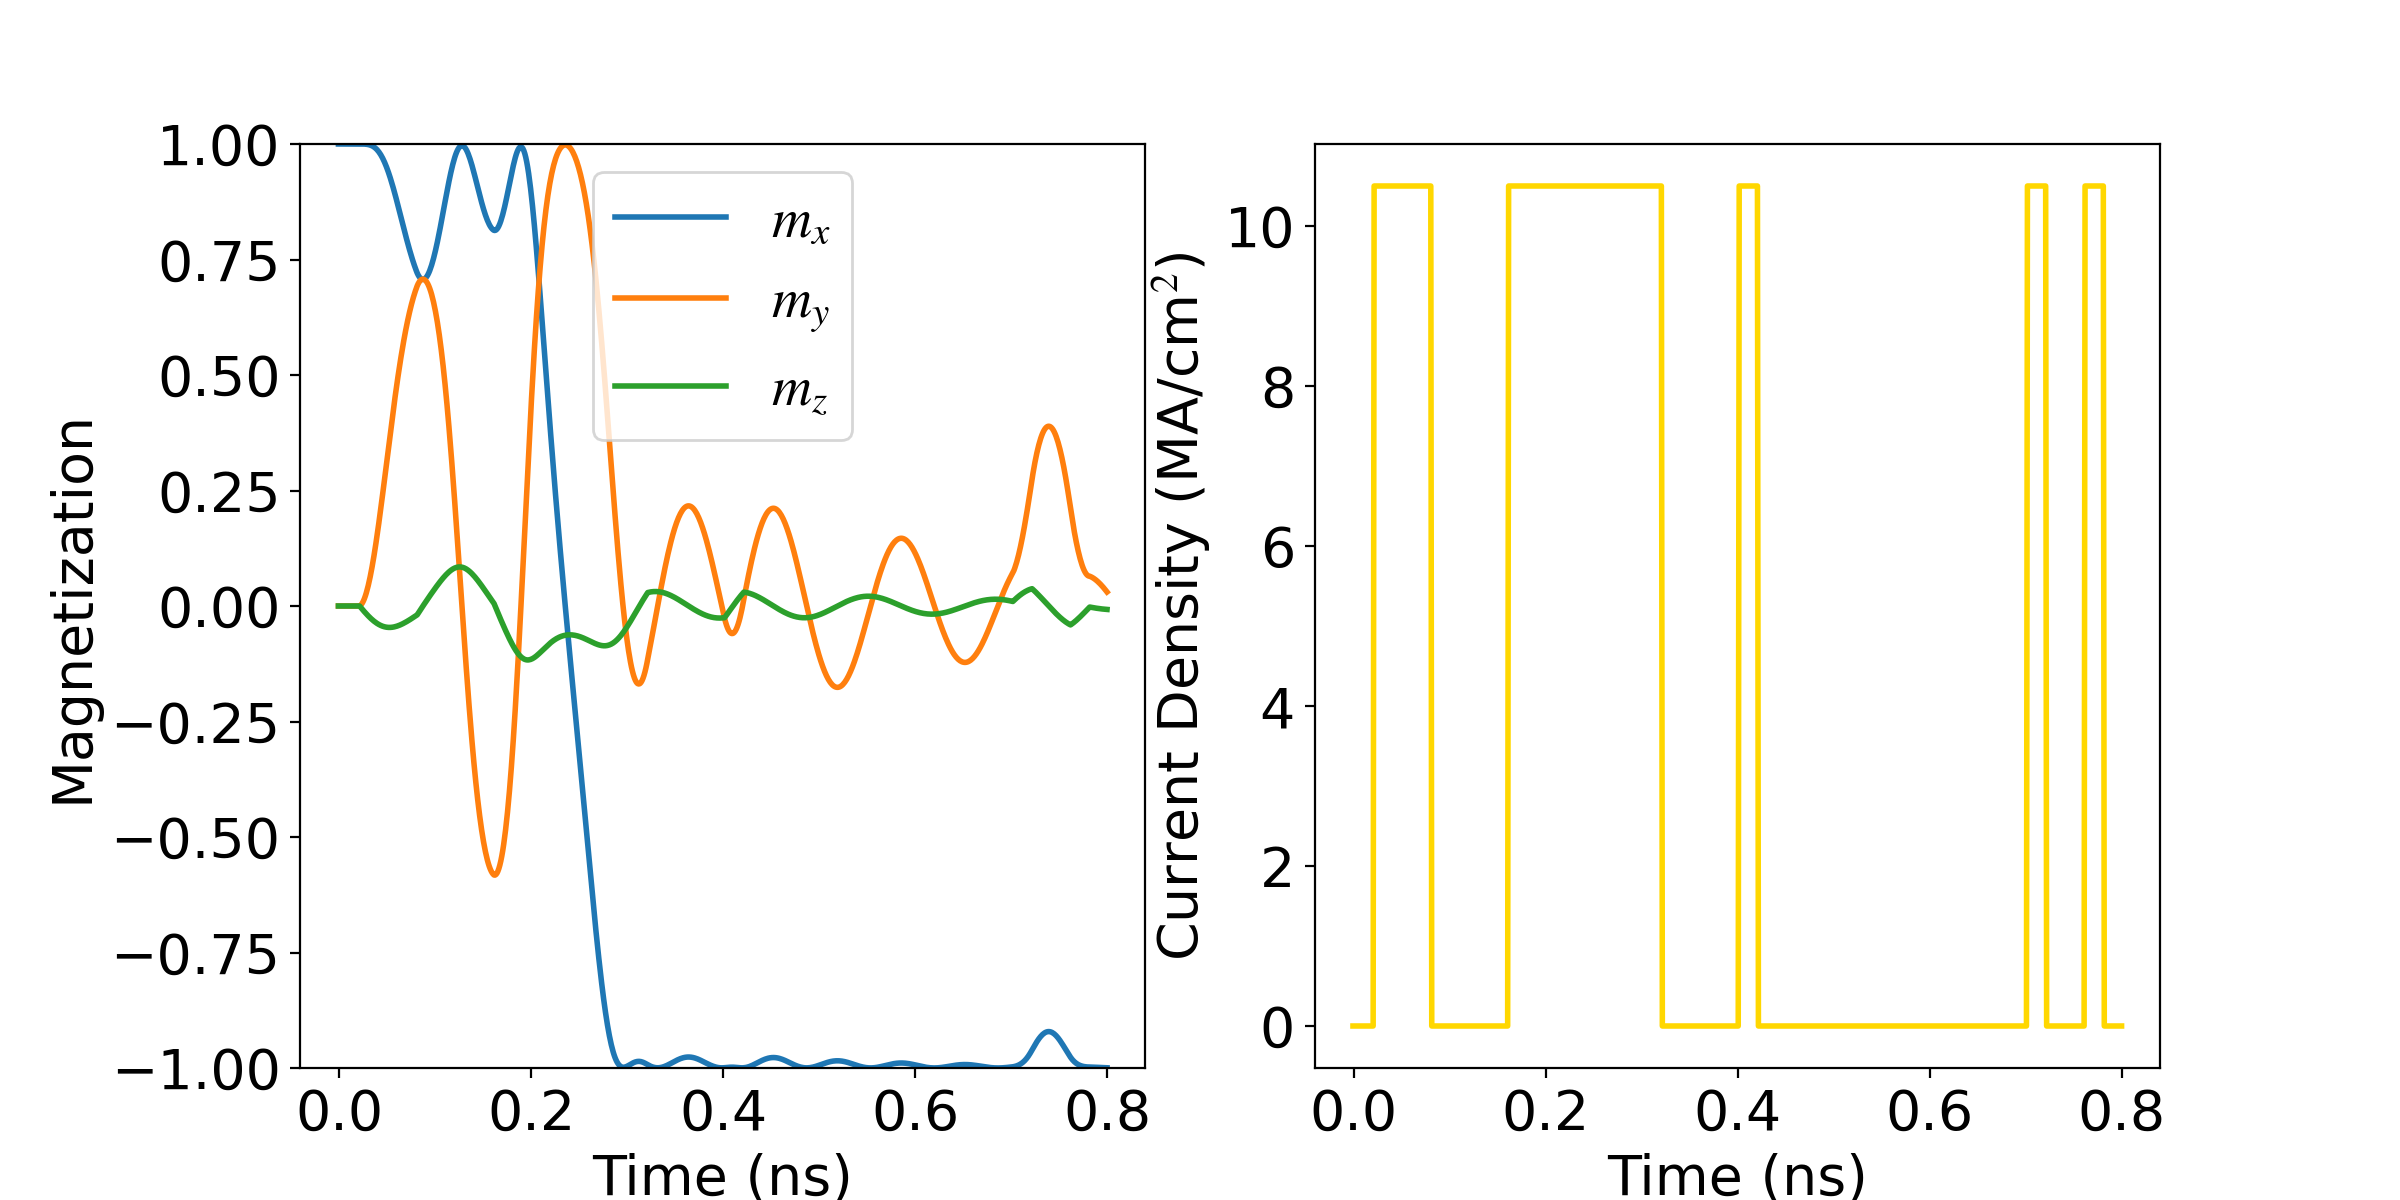 Magnetization
1.00
0.75
0.50
0.25
0.00
−0.25
−0.50
−0.75
−1.00
0.0 0.2 0.4 0.6 0.8
Time (ns)
m_x
m_y
m_z
Current Density (MA/cm²)
10
8
6
4
2
0
0.0 0.2 0.4 0.6 0.8
Time (ns)